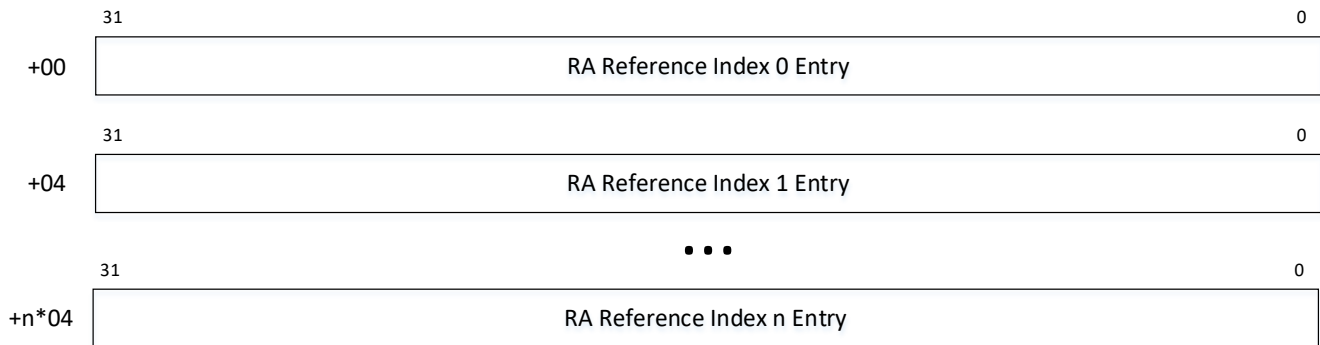 31 0
+00 RA Reference Index 0 Entry
31 0
+04 RA Reference Index 1 Entry
...
31 0
+n*04 RA Reference Index n Entry